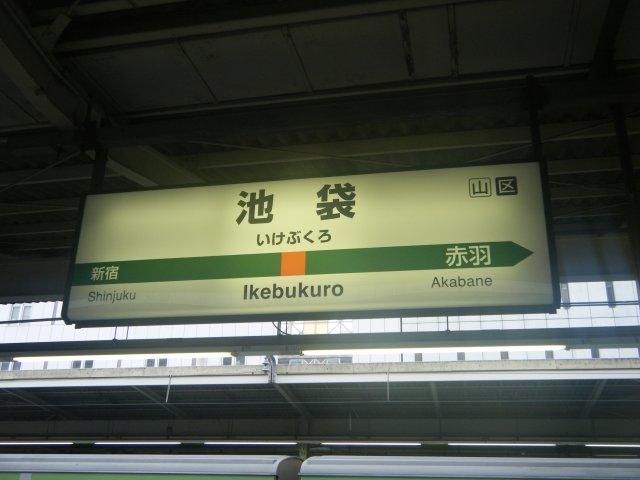 池袋
山 区
いけぶくろ
新宿
赤羽
Shinjuku
Ikebukuro
Akabane